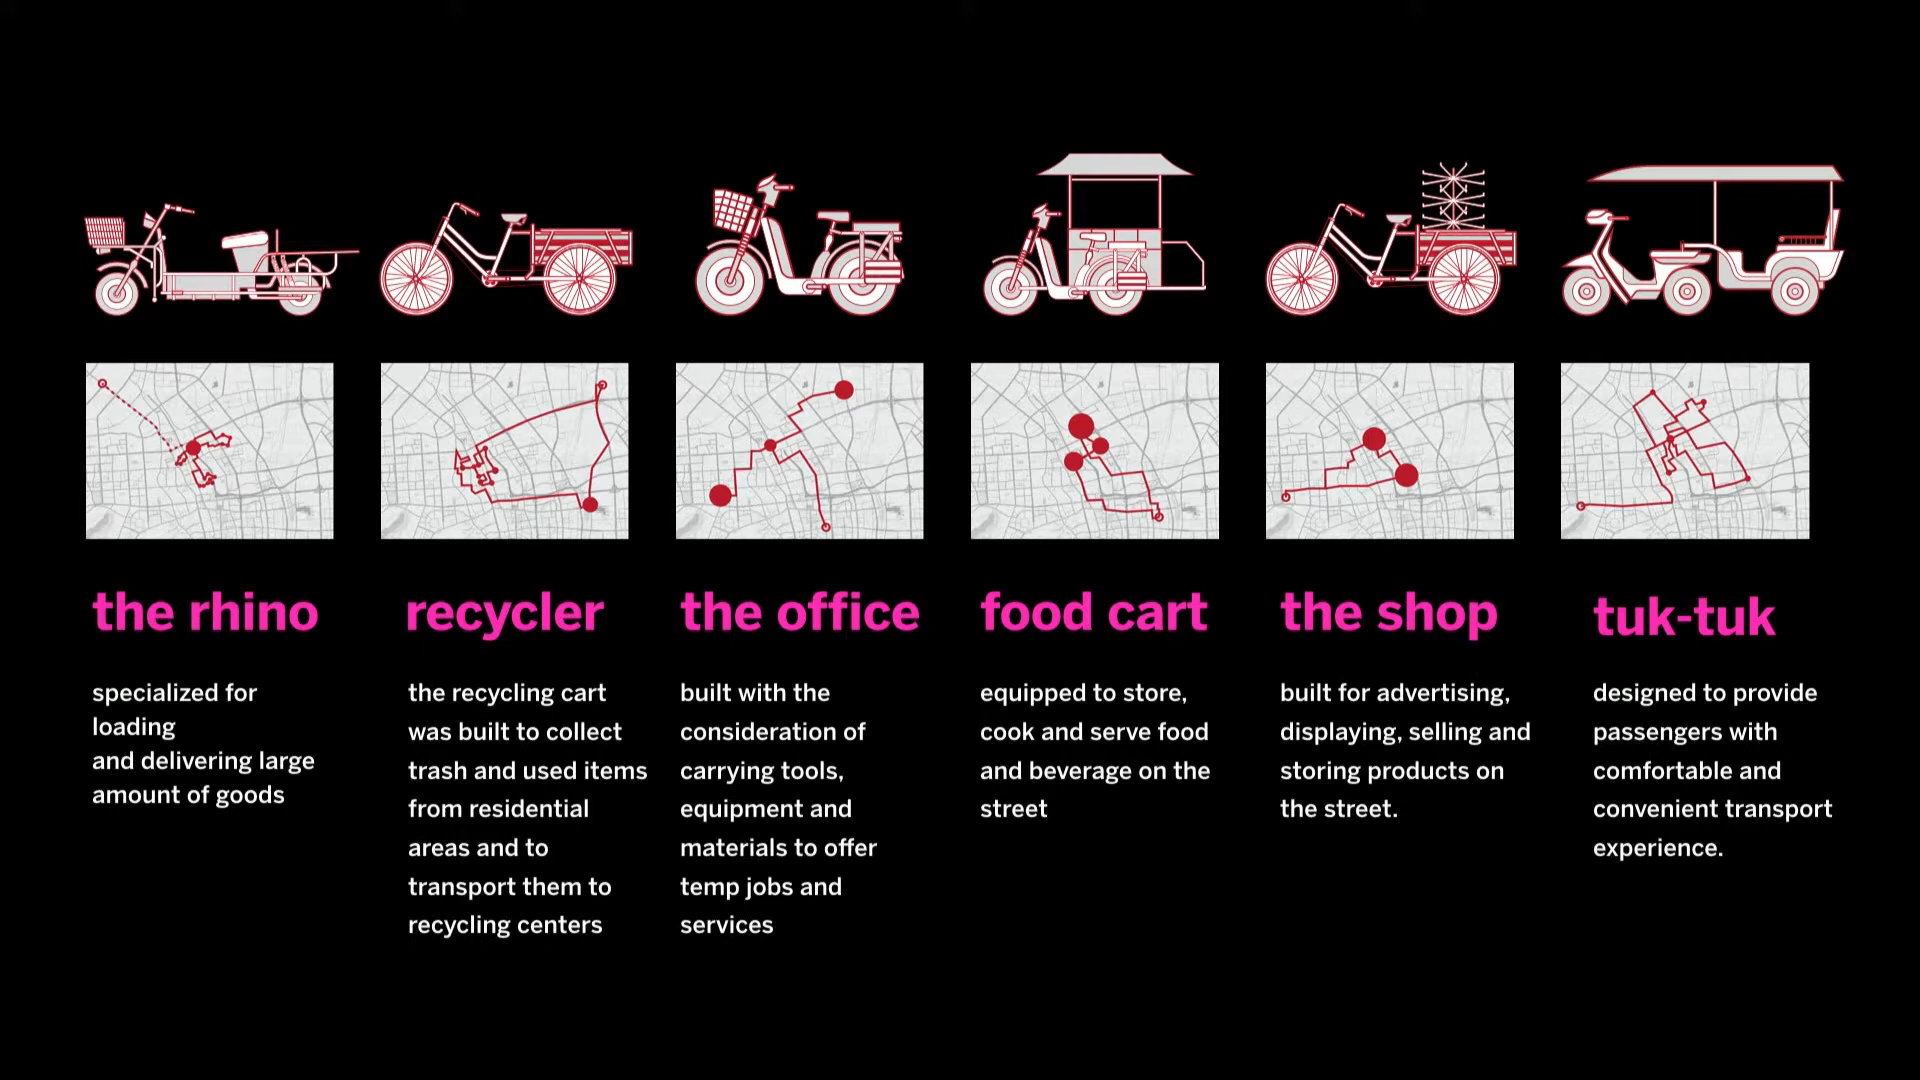 the rhino
specialized for
loading
and delivering large
amount of goods
recycler
the recycling cart
was built to collect
trash and used items
from residential
areas and to
transport them to
recycling centers
the office
built with the
consideration of
carrying tools,
equipment and
materials to offer
temp jobs and
services
food cart
equipped to store,
cook and serve food
and beverage on the
street
the shop
built for advertising,
displaying, selling and
storing products on
the street.
tuk-tuk
designed to provide
passengers with
comfortable and
convenient transport
experience.